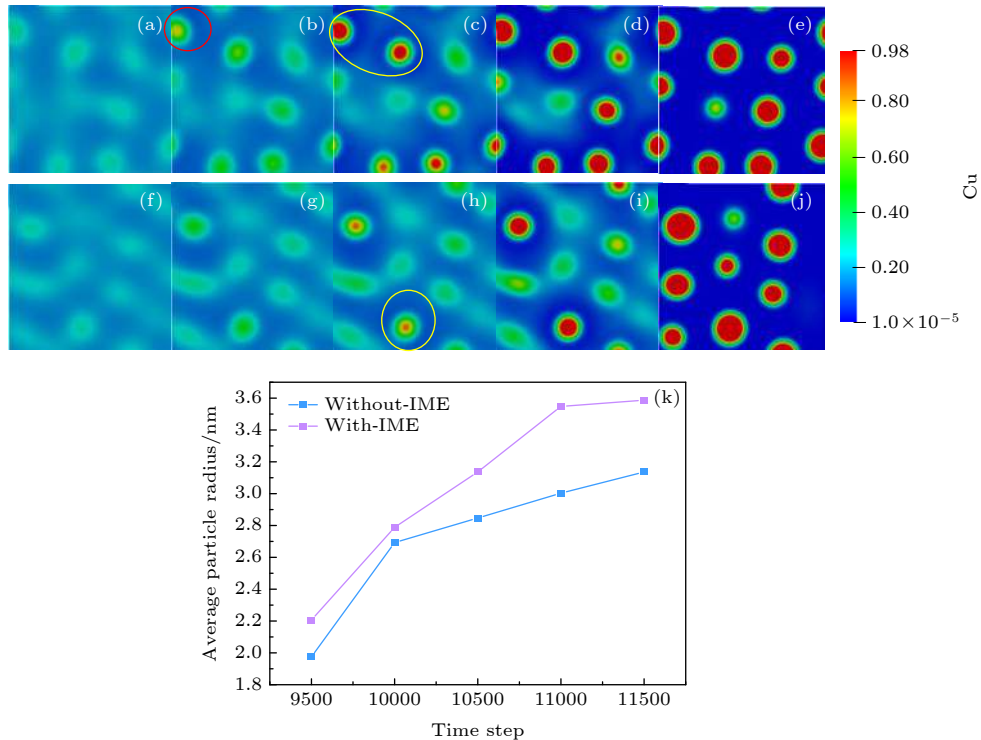 (a) (b) (c) (d) (e)
0.98
0.80
0.60
0.40
0.20
1.0×10⁻⁵
Cu
(f) (g) (h) (i) (j)
(k)
Without-IME
With-IME
Average particle radius/nm
3.6
3.2
3.0
2.8
2.6
2.4
2.2
2.0
1.8
9500 10000 10500 11000 11500
Time step